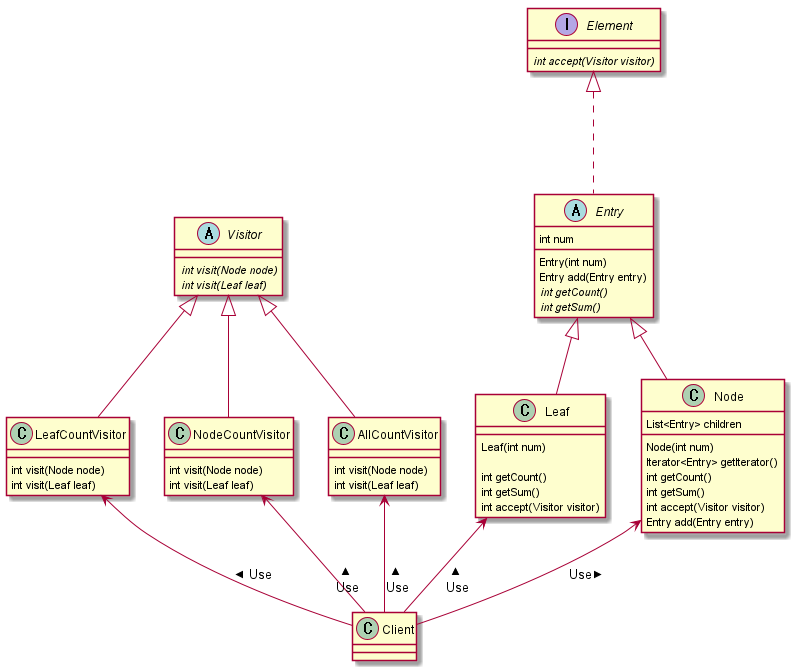 I Element
int accept(Visitor visitor)
A Entry
int num
Entry(int num)
Entry add(Entry entry)
int getCount()
int getSum()
A Visitor
int visit(Node node)
int visit(Leaf leaf)
C LeafCountVisitor
int visit(Node node)
int visit(Leaf leaf)
C NodeCountVisitor
int visit(Node node)
int visit(Leaf leaf)
C AllCountVisitor
int visit(Node node)
int visit(Leaf leaf)
C Leaf
Leaf(int num)
int getCount()
int getSum()
int accept(Visitor visitor)
C Node
List<Entry> children
Node(int num)
Iterator<Entry> getIterator()
int getCount()
int getSum()
int accept(Visitor visitor)
Entry add(Entry entry)
Use
Use
Use
Use
Use
C Client